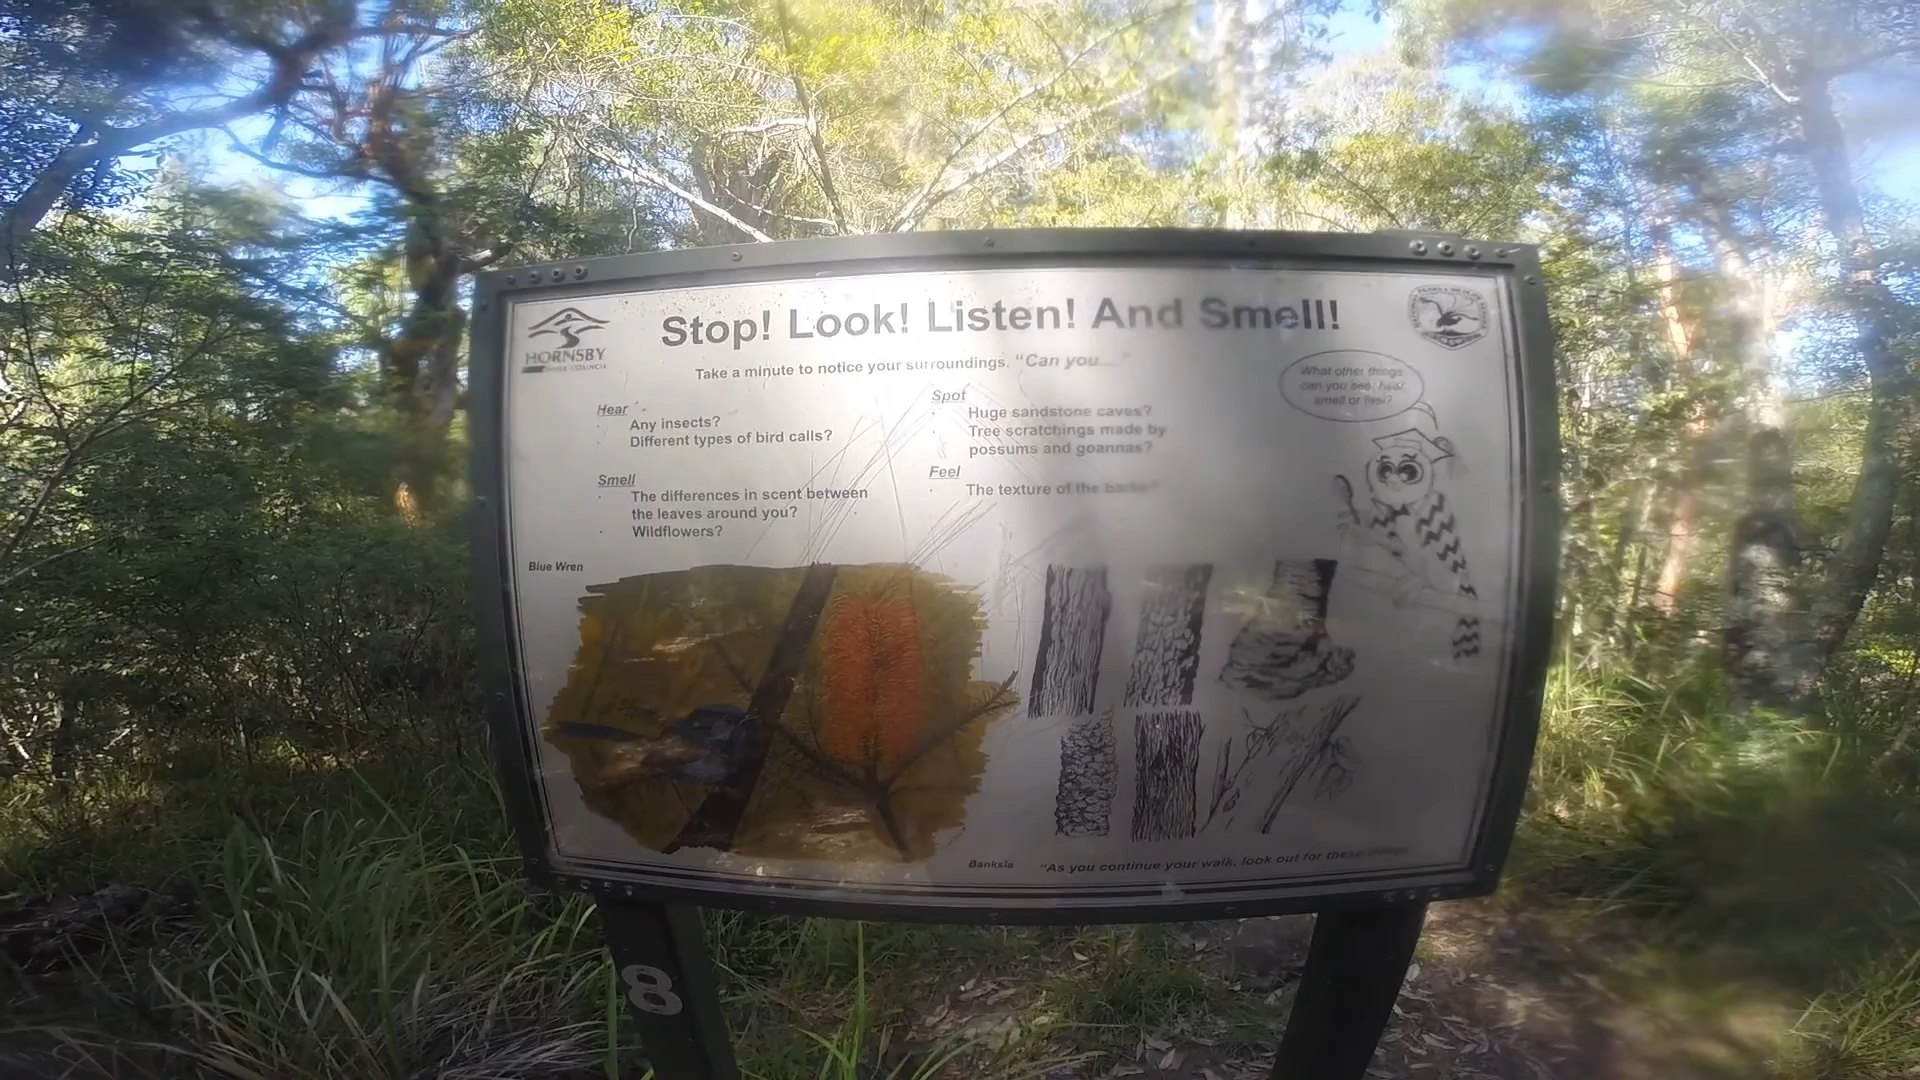 Stop! Look! Listen! And Smell!
HORNSBY
SHIRE COUNCIL
Take a minute to notice your surroundings. "Can you...."
Hear
Any insects?
Different types of bird calls?
Smell
The differences in scent between
the leaves around you?
Wildflowers?
Spot
Huge sandstone caves?
Tree scratchings made by
possums and goannas?
Feel
The texture of the
What other things
can you see, hear,
smell or feel?
Blue Wren
Banksia
"As you continue your walk, look out for these
8